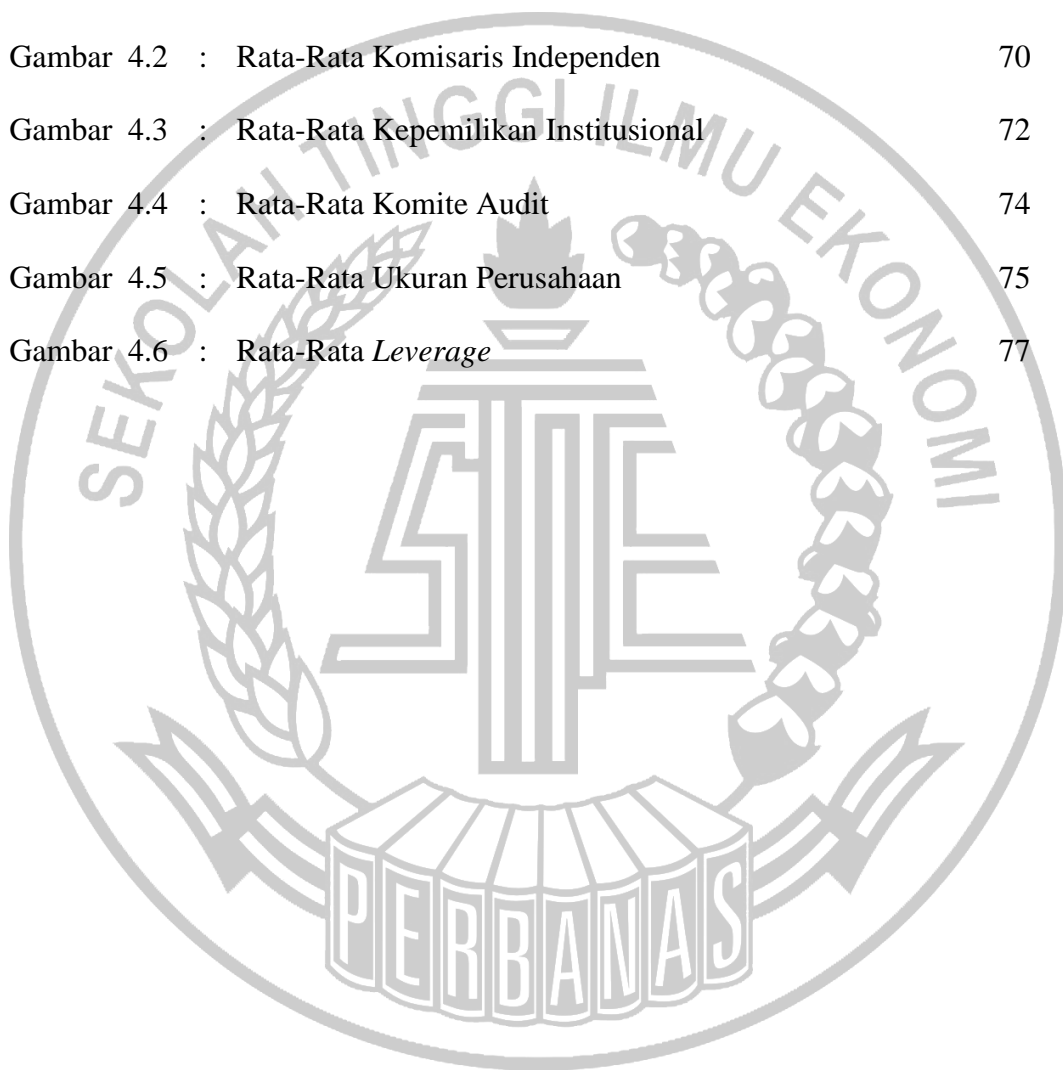 Gambar 4.2 : Rata-Rata Komisaris Independen 70
Gambar 4.3 : Rata-Rata Kepemilikan Institusional 72
Gambar 4.4 : Rata-Rata Komite Audit 74
Gambar 4.5 : Rata-Rata Ukuran Perusahaan 75
Gambar 4.6 : Rata-Rata Leverage 77
SEKOLAH TINGGI ILMU EKONOMI
STIE
PERBANAS